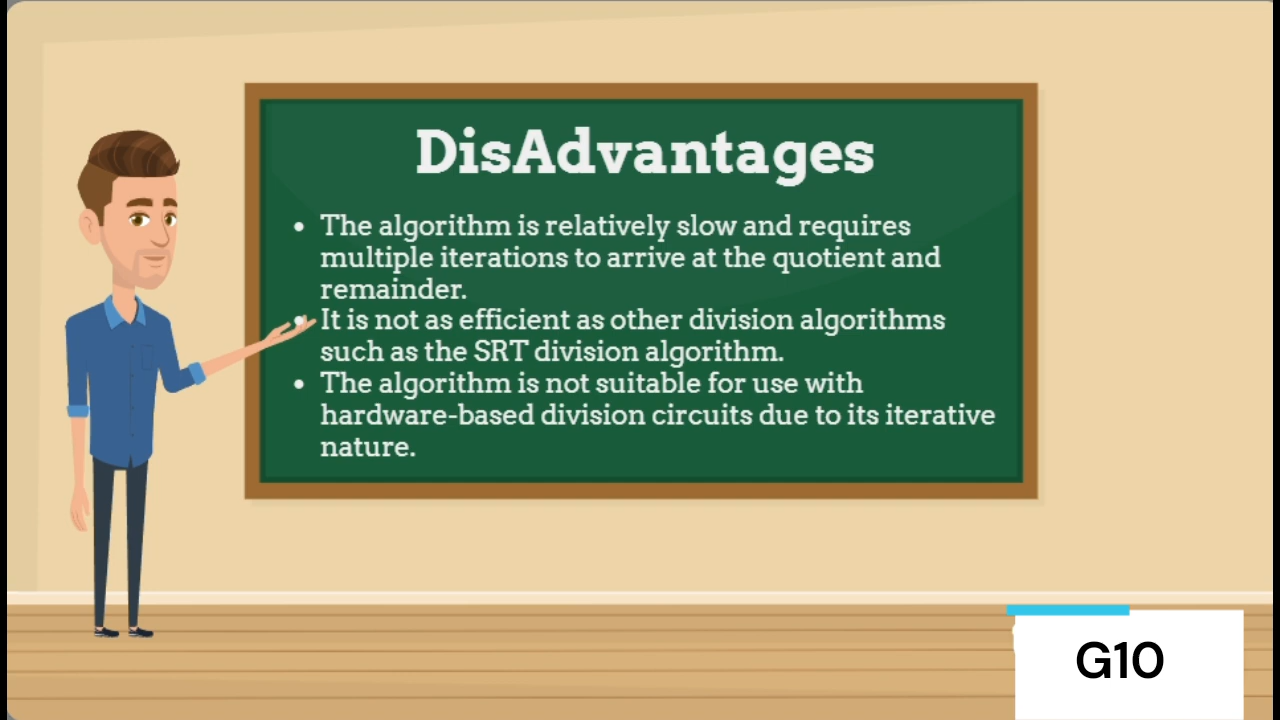 DisAdvantages
• The algorithm is relatively slow and requires
multiple iterations to arrive at the quotient and
remainder.
• It is not as efficient as other division algorithms
such as the SRT division algorithm.
• The algorithm is not suitable for use with
hardware-based division circuits due to its iterative
nature.
G10